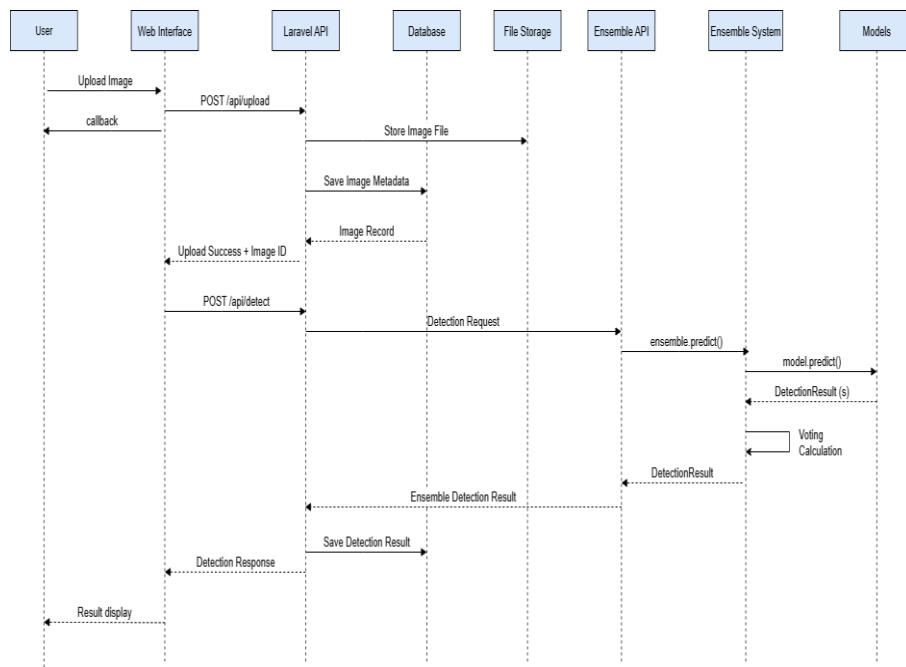 User
Web Interface
Laravel API
Database
File Storage
Ensemble API
Ensemble System
Models
Upload Image
POST /api/upload
callback
Store Image File
Save Image Metadata
Image Record
Upload Success + Image ID
POST /api/detect
Detection Request
ensemble.predict()
model.predict()
DetectionResult (s)
Voting
Calculation
DetectionResult
Ensemble Detection Result
Save Detection Result
Detection Response
Result display